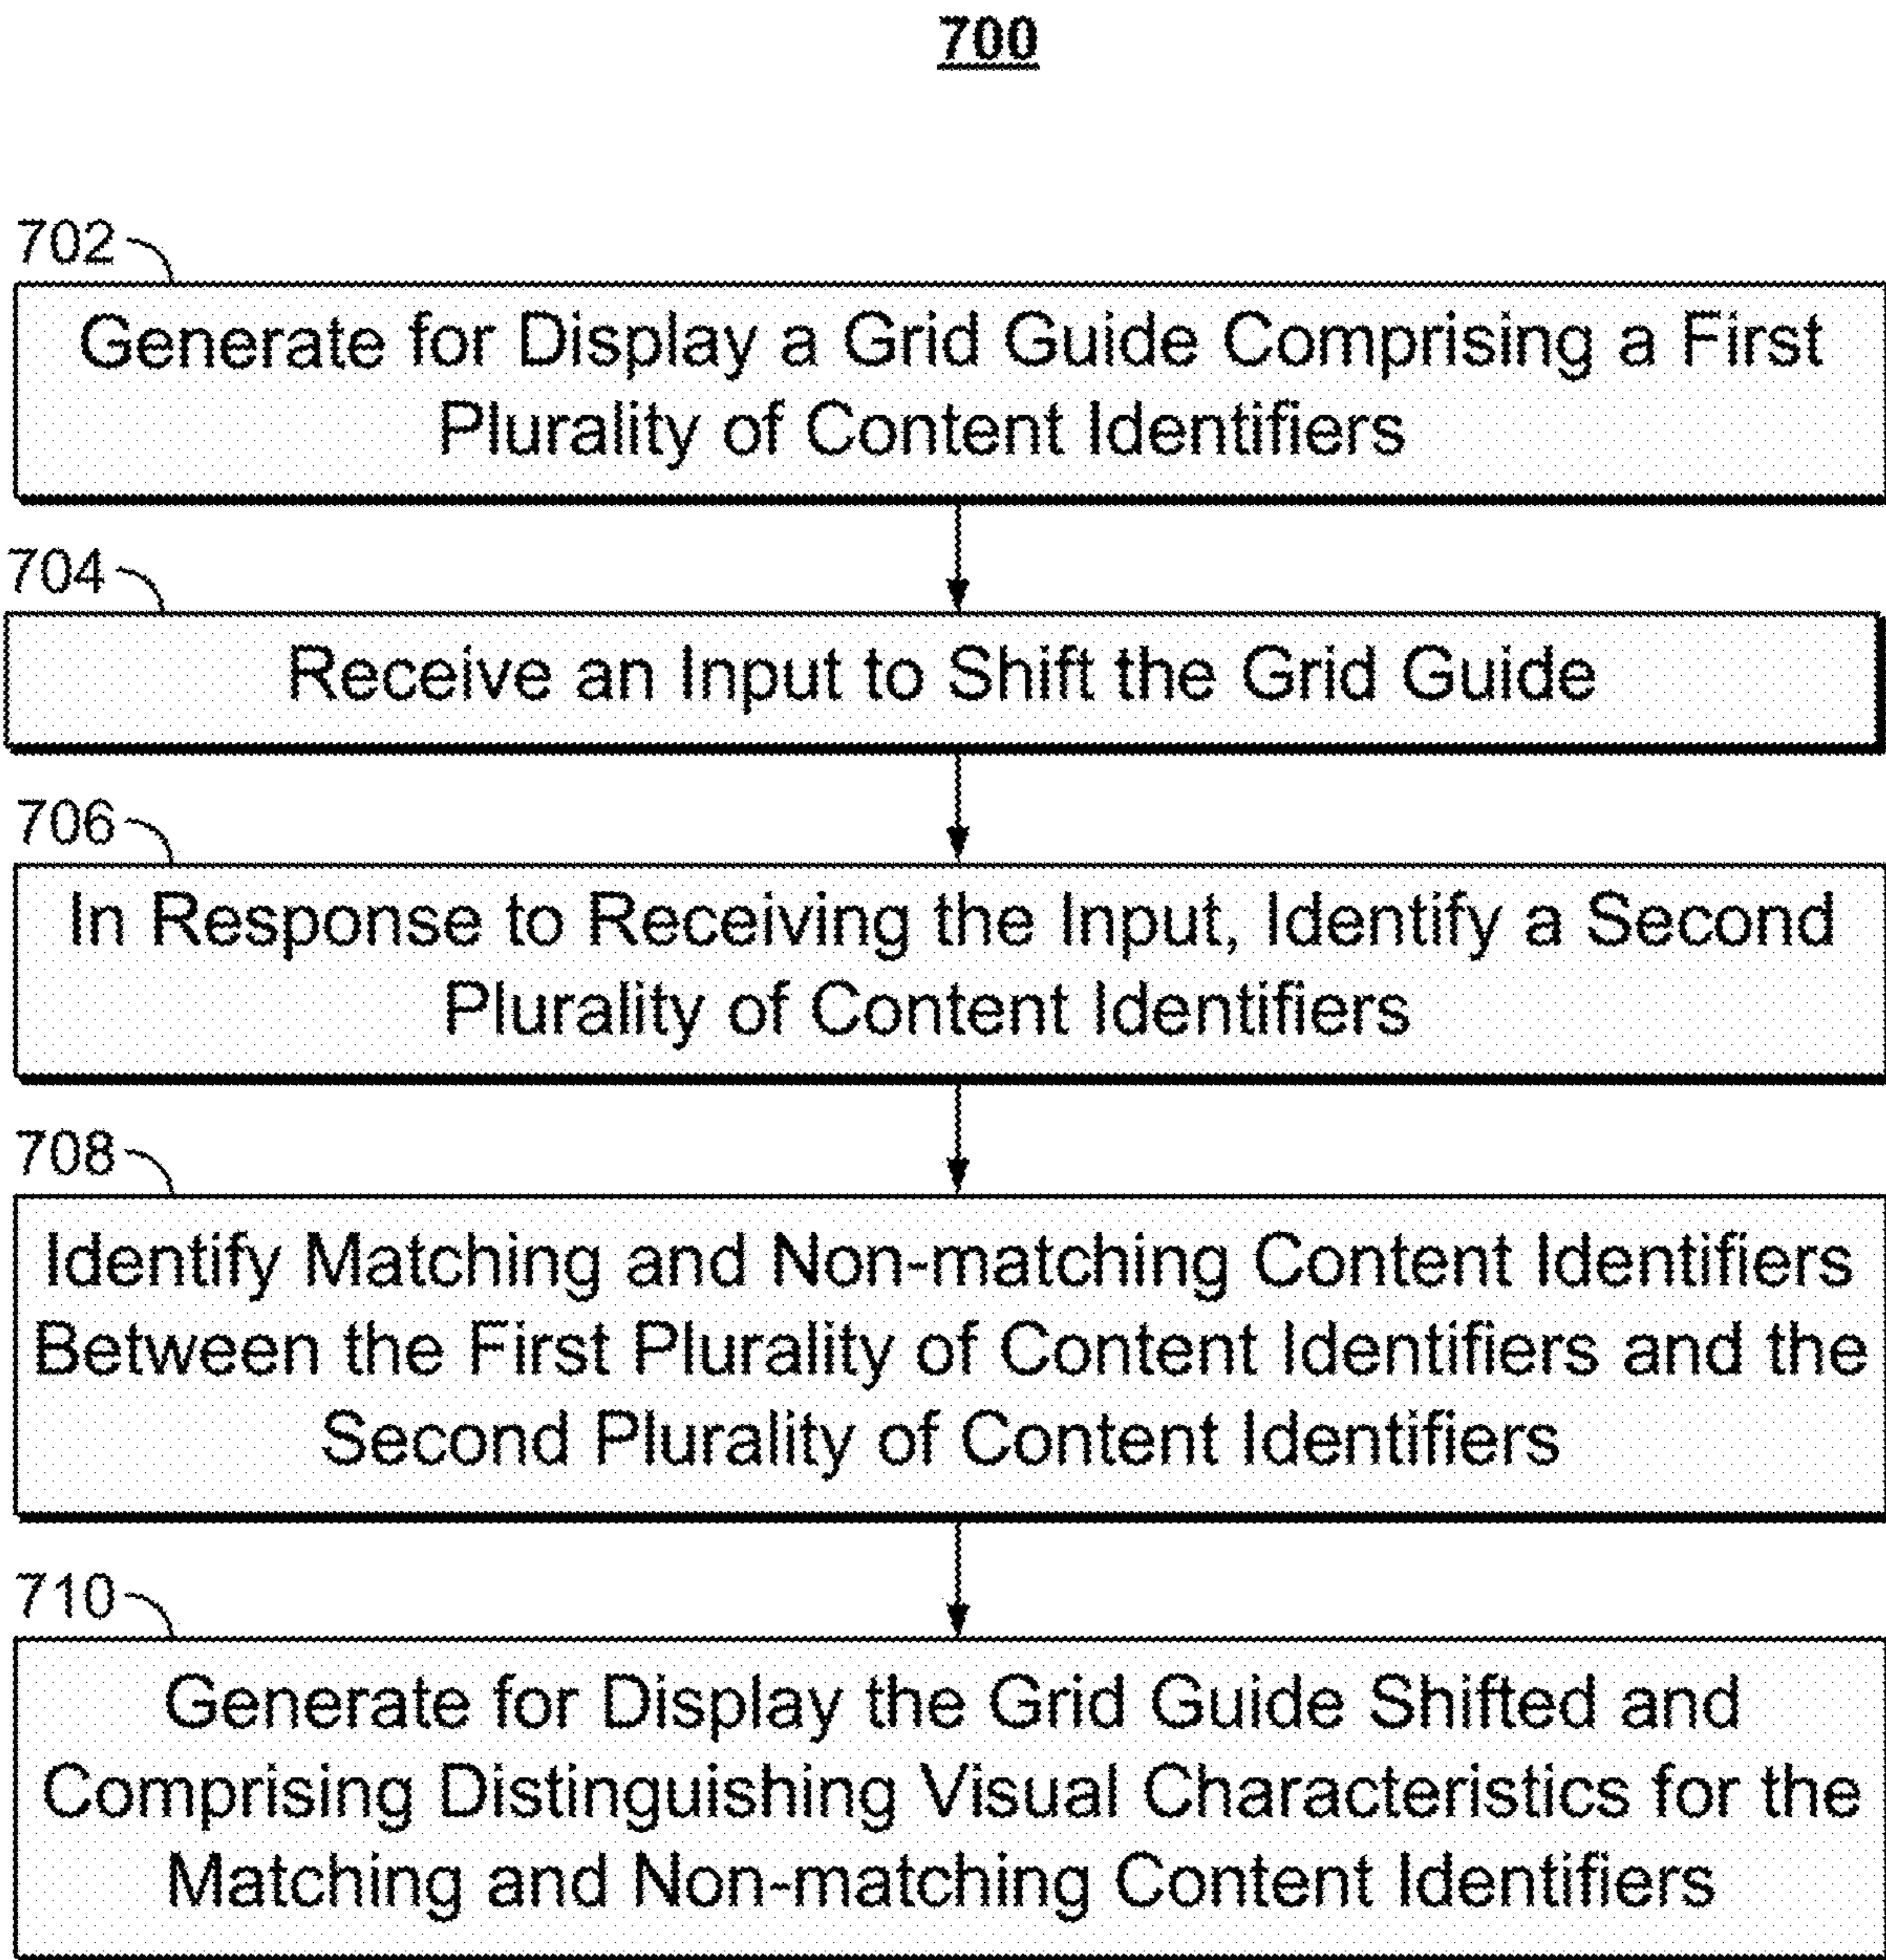 700
702
Generate for Display a Grid Guide Comprising a First
Plurality of Content Identifiers
704
Receive an Input to Shift the Grid Guide
706
In Response to Receiving the Input, Identify a Second
Plurality of Content Identifiers
708
Identify Matching and Non-matching Content Identifiers
Between the First Plurality of Content Identifiers and the
Second Plurality of Content Identifiers
710
Generate for Display the Grid Guide Shifted and
Comprising Distinguishing Visual Characteristics for the
Matching and Non-matching Content Identifiers